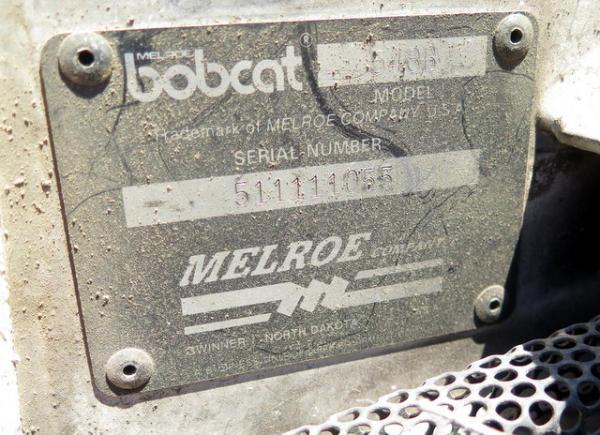 MELROE
bobcat®
MODEL
Trademark of MELROE COMPANY U.S.A.
SERIAL NUMBER
511111055
MELROE COMPANY
GWINNER NORTH DAKOTA